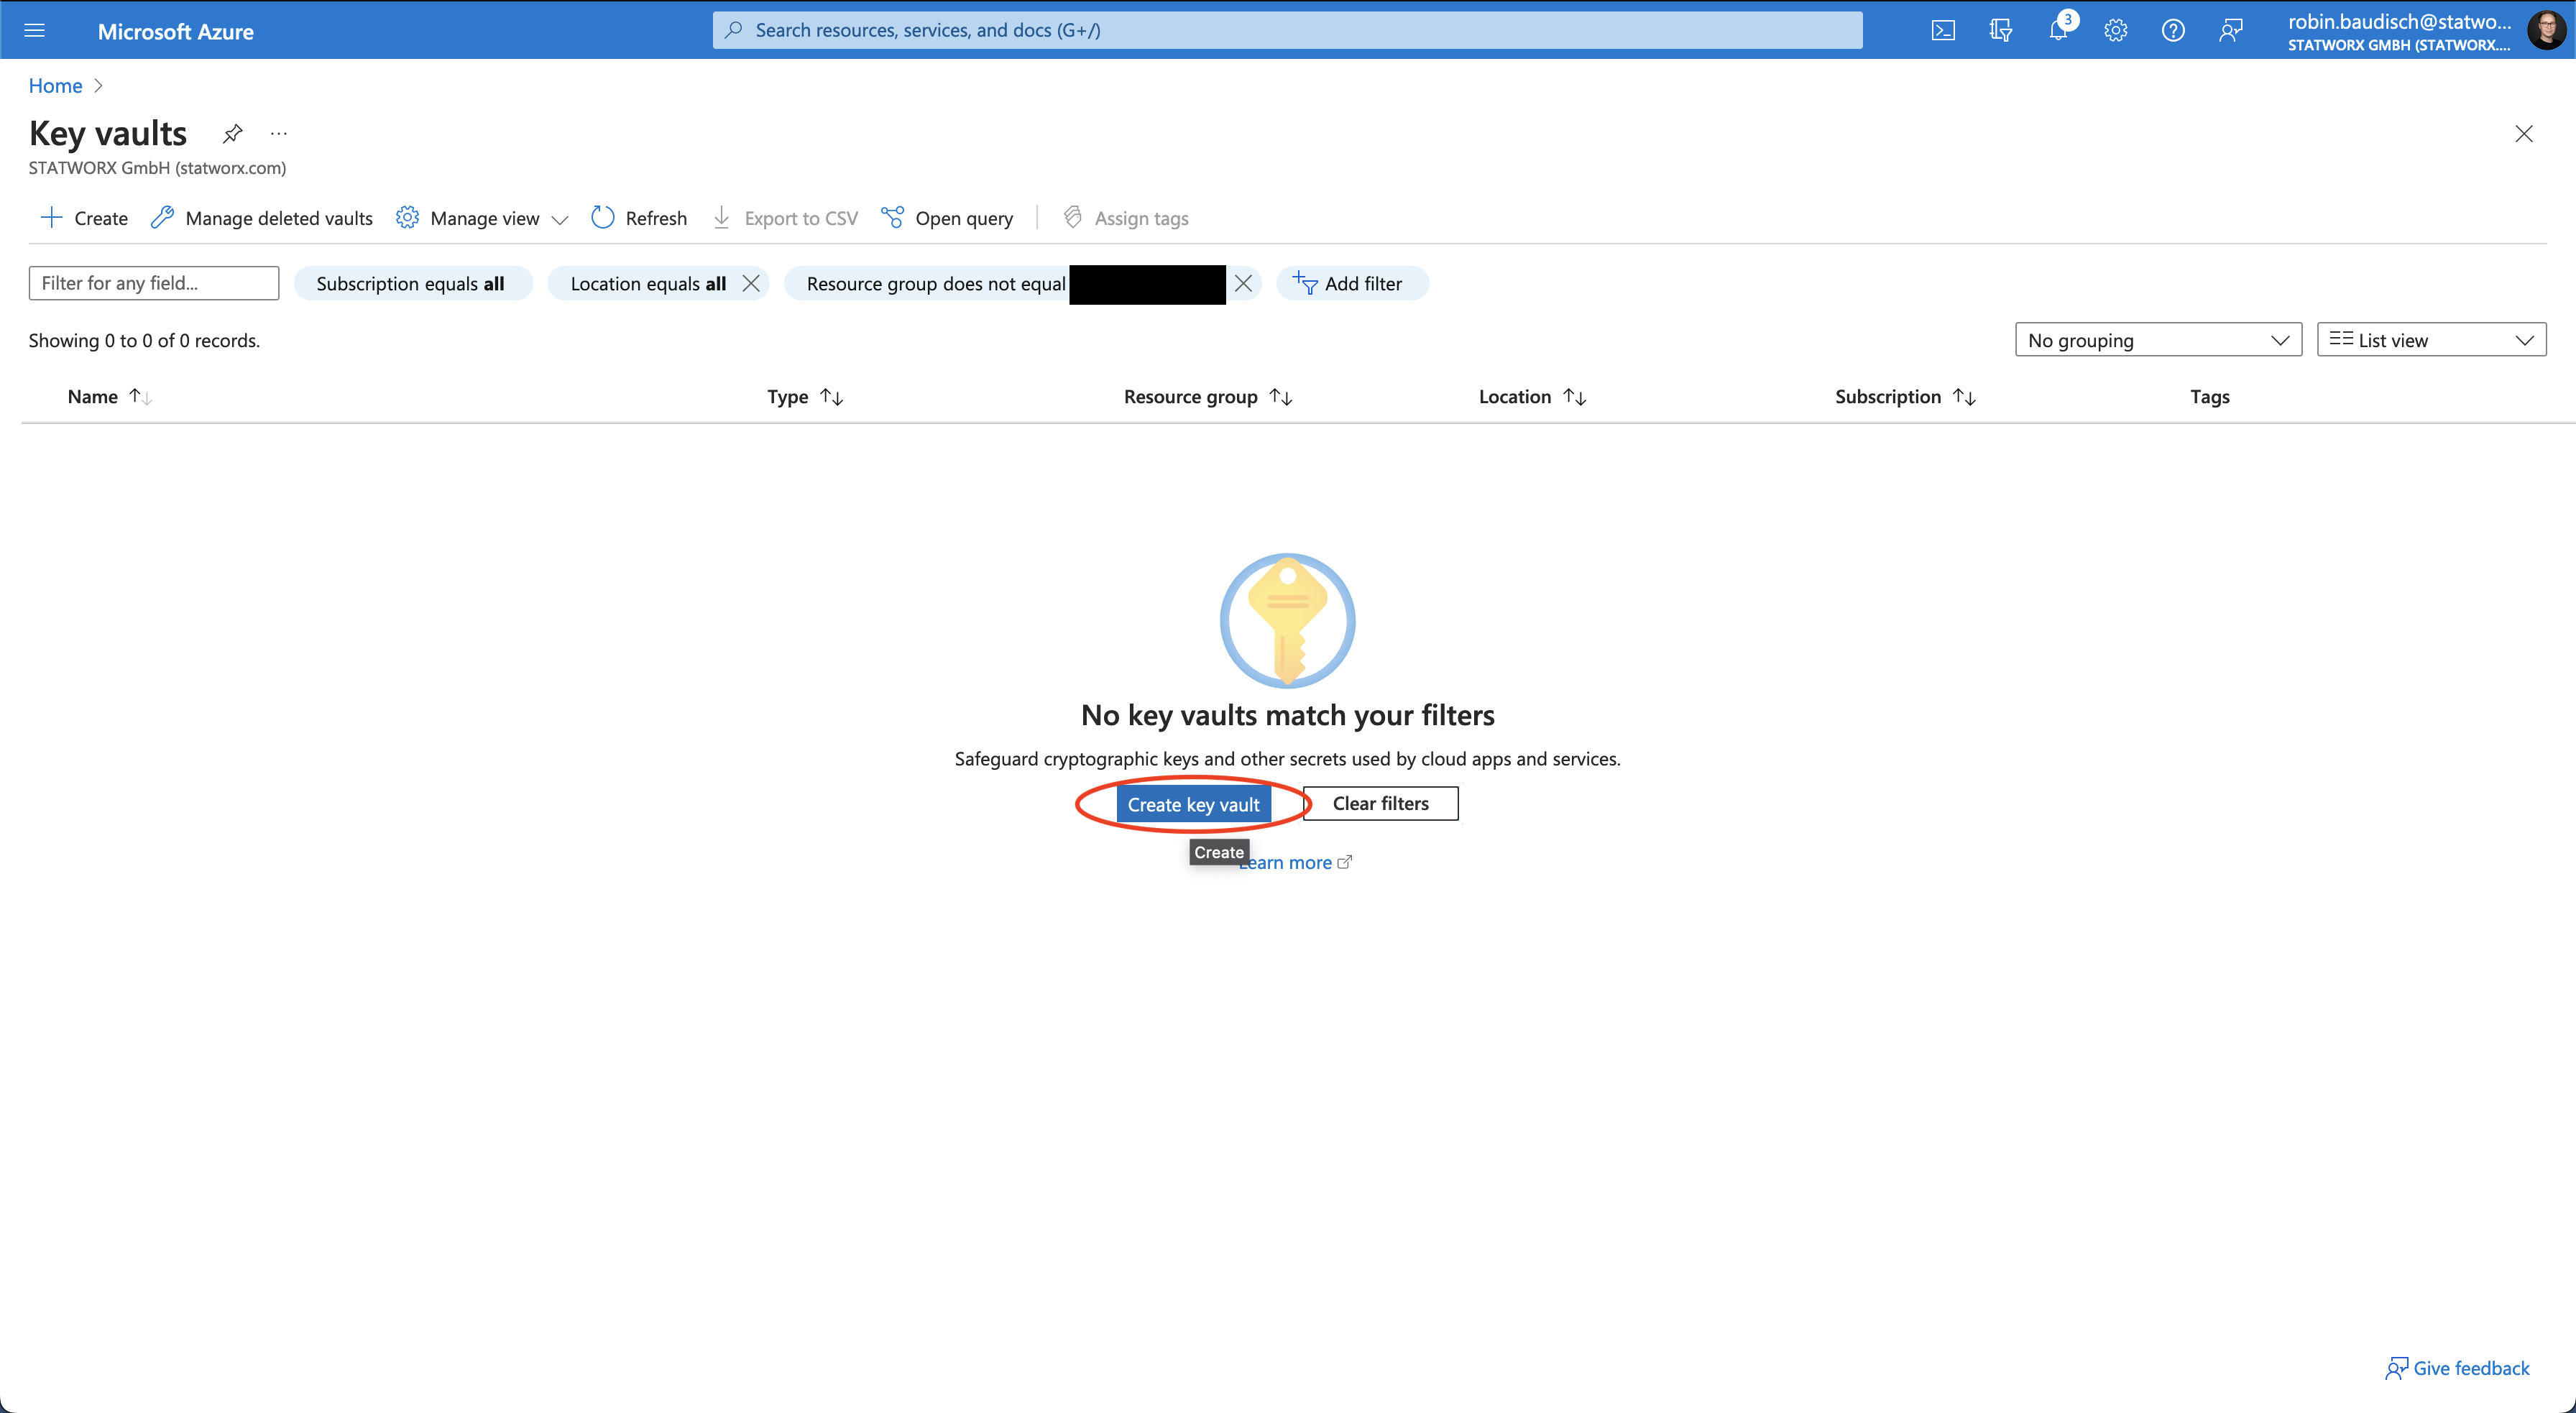 Microsoft Azure
Search resources, services, and docs (G+/)
3
robin.baudisch@statwo...
STATWORX GMBH (STATWORX....
Home
Key vaults
STATWORX GmbH (statworx.com)
Create
Manage deleted vaults
Manage view
Refresh
Export to CSV
Open query
Assign tags
Filter for any field...
Subscription equals all
Location equals all
Resource group does not equal
Add filter
Showing 0 to 0 of 0 records.
No grouping
List view
Name
Type
Resource group
Location
Subscription
Tags
No key vaults match your filters
Safeguard cryptographic keys and other secrets used by cloud apps and services.
Create key vault
Clear filters
Create
Learn more
Give feedback